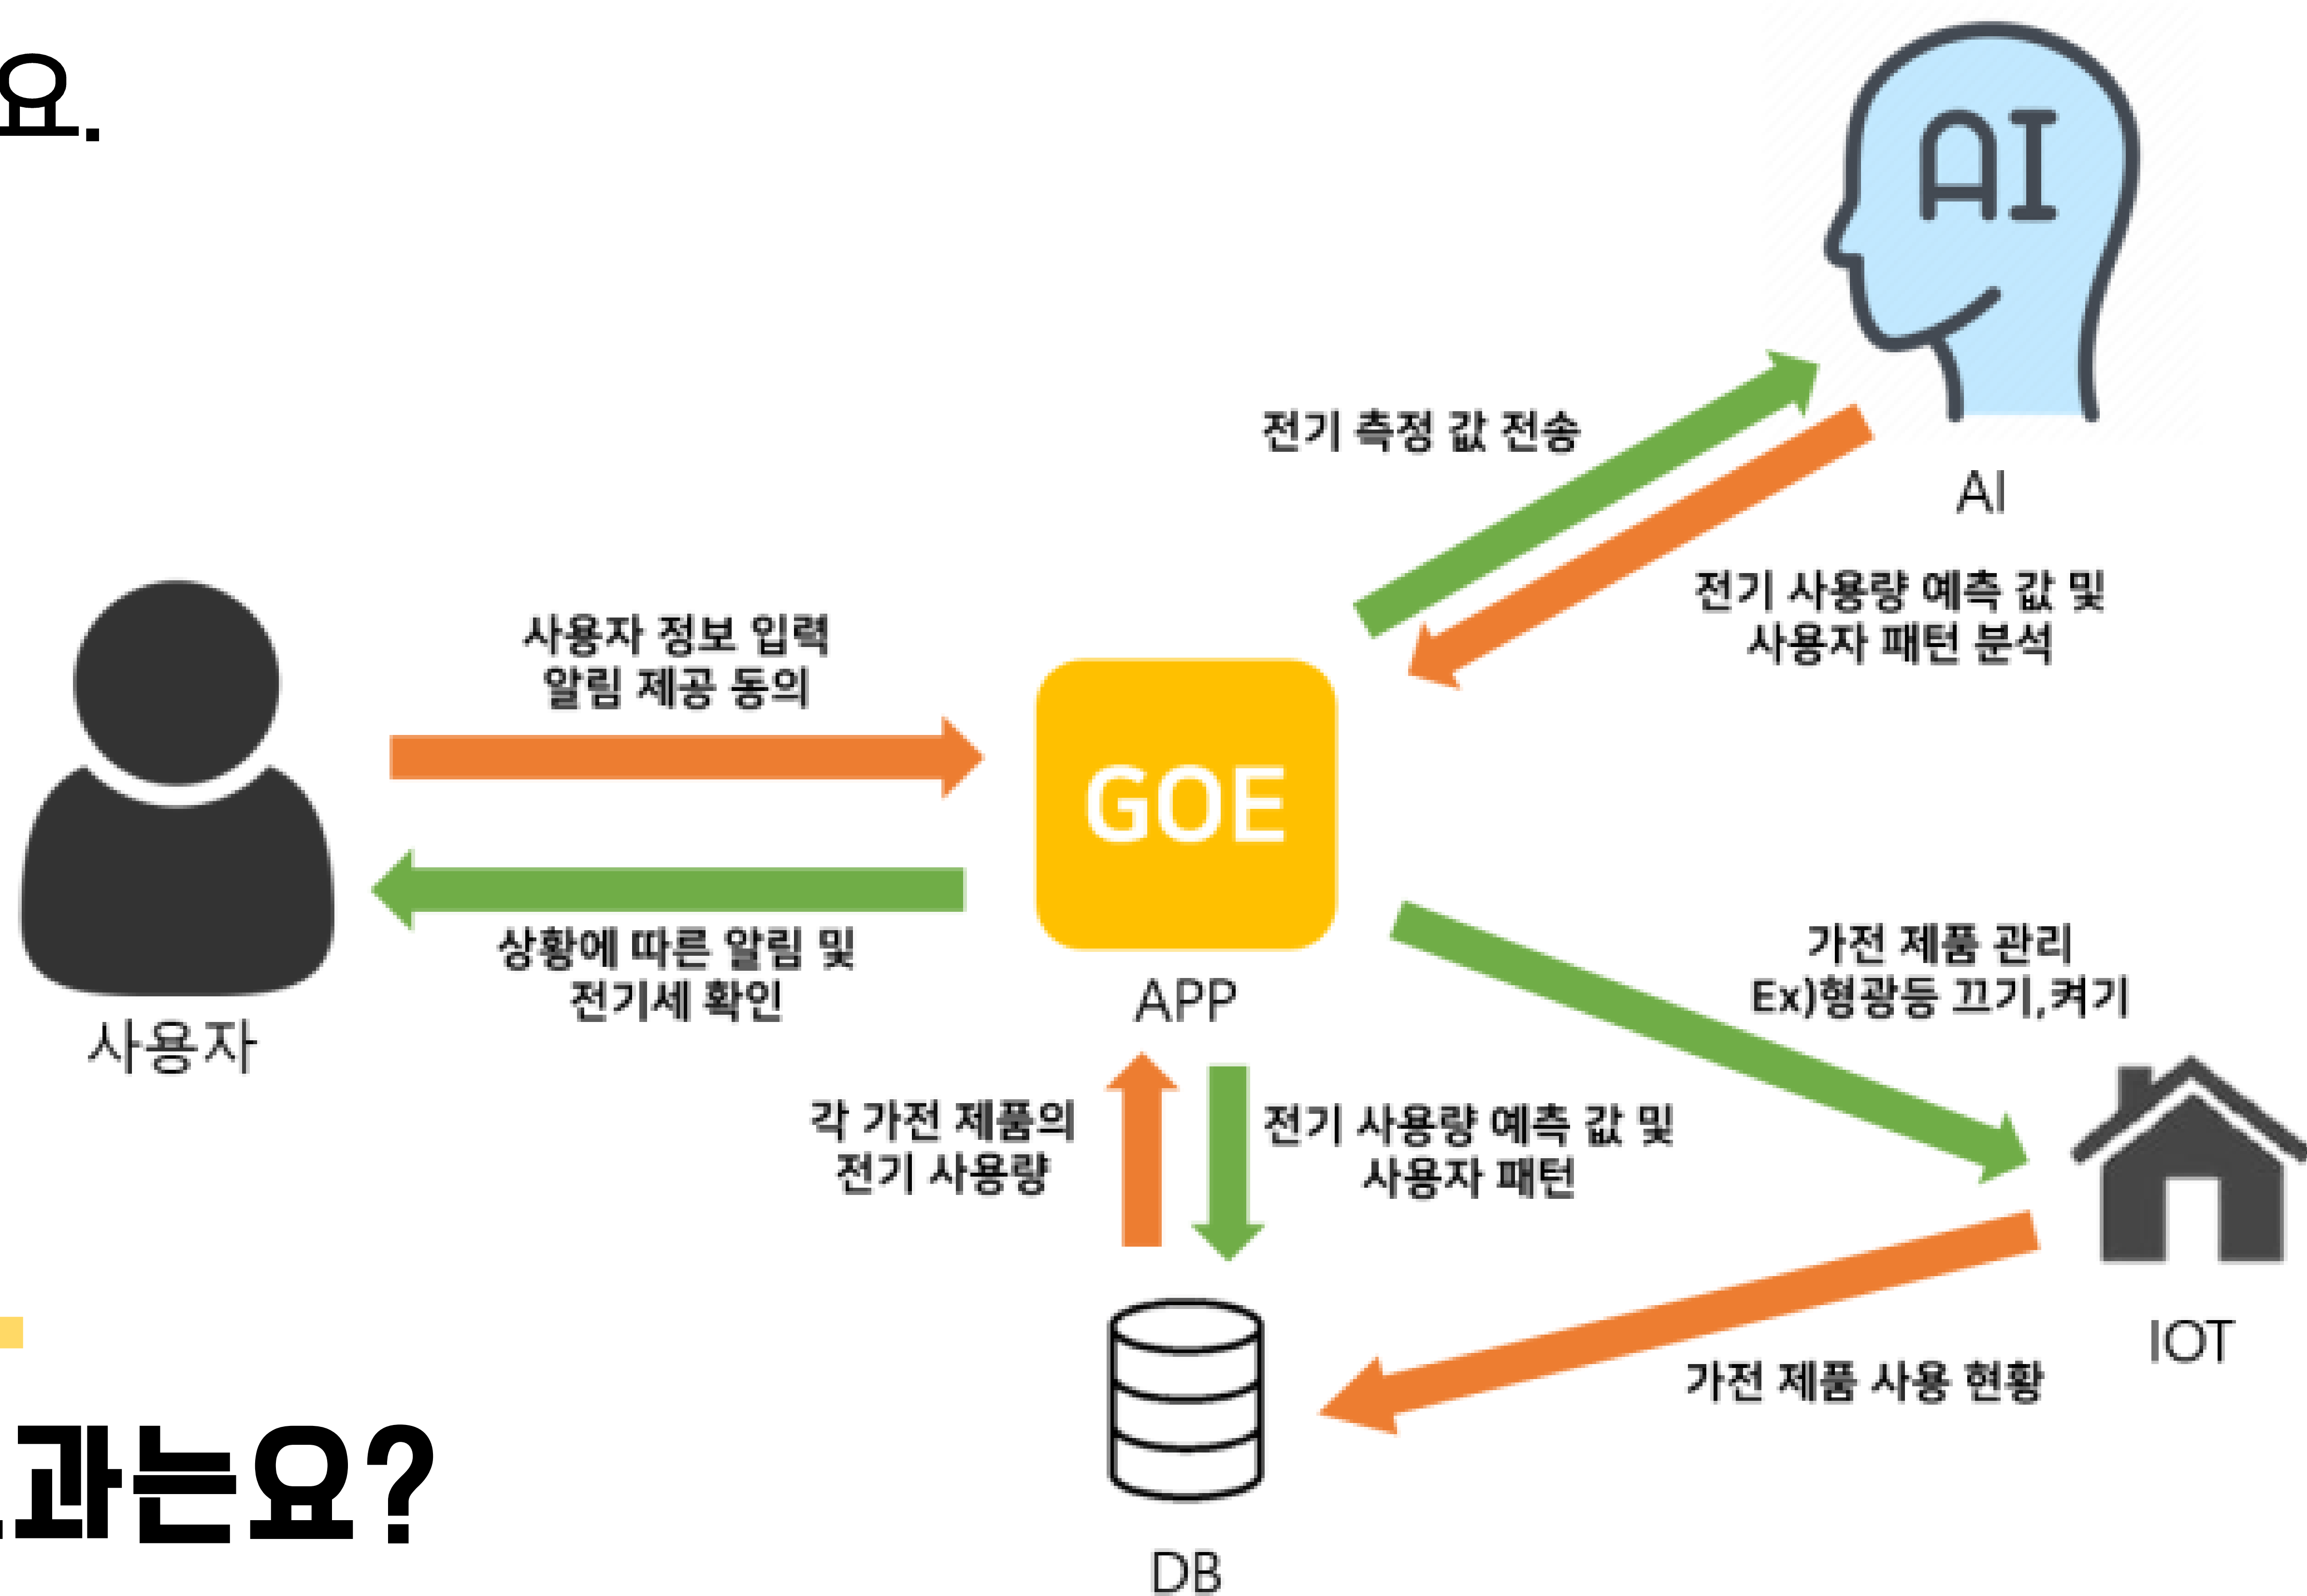 요.
AI
전기 측정 값 전송
AI
전기 사용량 예측 값 및
사용자 패턴 분석
사용자 정보 입력
알림 제공 동의
GOE
상황에 따른 알림 및
전기세 확인
APP
사용자
가전 제품 관리
Ex)형광등 끄기,켜기
각 가전 제품의
전기 사용량
전기 사용량 예측 값 및
사용자 패턴
IOT
가전 제품 사용 현황
과는요?
DB